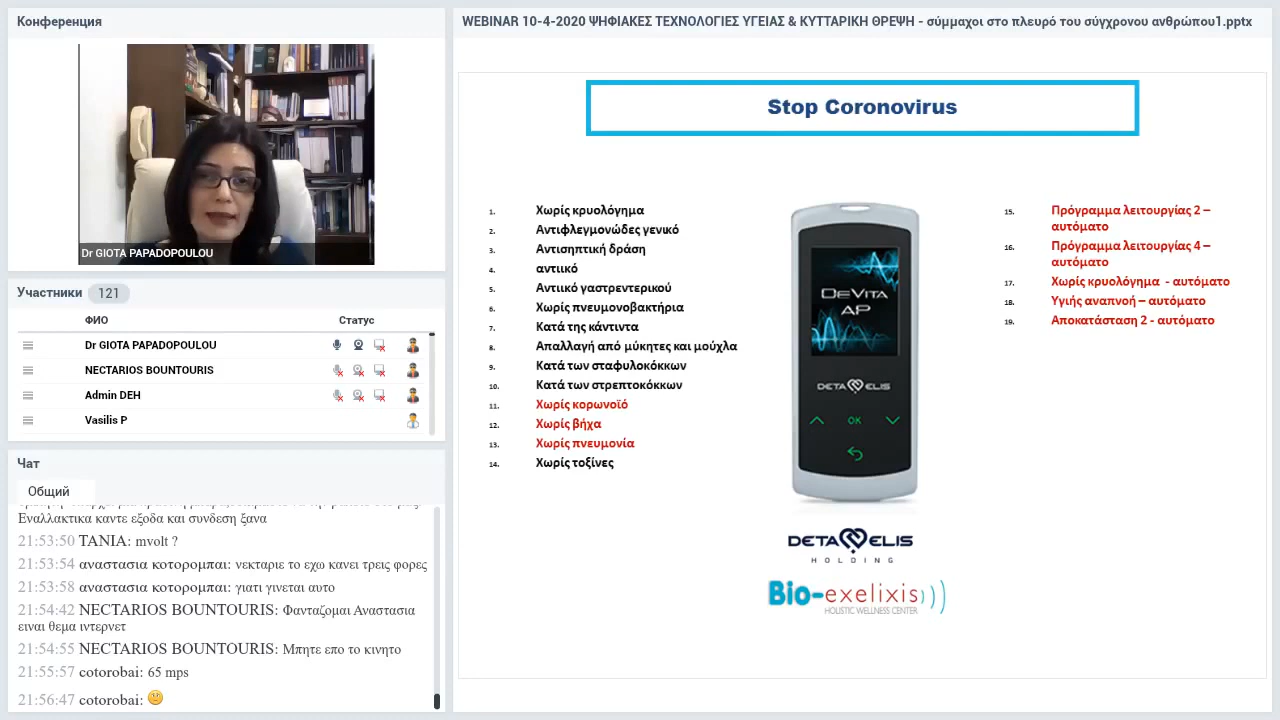 Конференция
Dr GIOTA PAPADOPOULOU
Участники 121
ФИО Статус
Dr GIOTA PAPADOPOULOU
NECTARIOS BOUNTOURIS
Admin DEH
Vasilis P
Чат
Общий
Εναλλακτικα καντε εξοδα και συνδεση ξανα
21:53:50 TANIA: mvolt ?
21:53:54 αναστασια κοτορομπαι: νεκταριε το εχω κανει τρεις φορες
21:53:58 αναστασια κοτορομπαι: γιατι γινεται αυτο
21:54:42 NECTARIOS BOUNTOURIS: Φανταζομαι Αναστασια
ειναι θεμα ιντερνετ
21:54:55 NECTARIOS BOUNTOURIS: Μπητε επο το κινητο
21:55:57 cotorobai: 65 mps
21:56:47 cotorobai:
WEBINAR 10-4-2020 ΨΗΦΙΑΚΕΣ ΤΕΧΝΟΛΟΓΙΕΣ ΥΓΕΙΑΣ & ΚΥΤΤΑΡΙΚΗ ΘΡΕΨΗ - σύμμαχοι στο πλευρό του σύγχρονου ανθρώπου1.pptx
Stop Coronovirus
1. Χωρίς κρυολόγημα
2. Αντιφλεγμονώδες γενικό
3. Αντισηπτική δράση
4. αντιικό
5. Αντιικό γαστρεντερικού
6. Χωρίς πνευμονοβακτήρια
7. Κατά της κάντιντα
8. Απαλλαγή από μύκητες και μούχλα
9. Κατά των σταφυλοκόκκων
10. Κατά των στρεπτοκόκκων
11. Χωρίς κορωνοϊό
12. Χωρίς βήχα
13. Χωρίς πνευμονία
14. Χωρίς τοξίνες
DEVITA
AP
DETA ELIS
OK
DETA ELIS
HOLDING
Bio-exelixis
HOLISTIC WELLNESS CENTER
15. Πρόγραμμα λειτουργίας 2 –
αυτόματο
16. Πρόγραμμα λειτουργίας 4 –
αυτόματο
17. Χωρίς κρυολόγημα - αυτόματο
18. Υγιής αναπνοή – αυτόματο
19. Αποκατάσταση 2 - αυτόματο